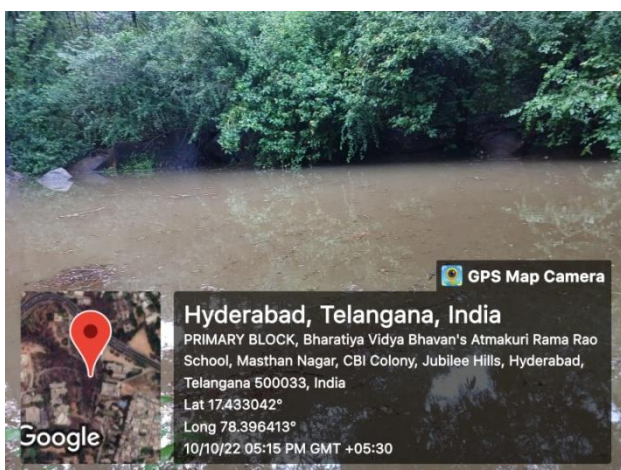 GPS Map Camera
Hyderabad, Telangana, India
PRIMARY BLOCK, Bharatiya Vidya Bhavan's Atmakuri Rama Rao
School, Masthan Nagar, CBI Colony, Jubilee Hills, Hyderabad,
Telangana 500033, India
Lat 17.433042°
Long 78.396413°
10/10/22 05:15 PM GMT +05:30
Google